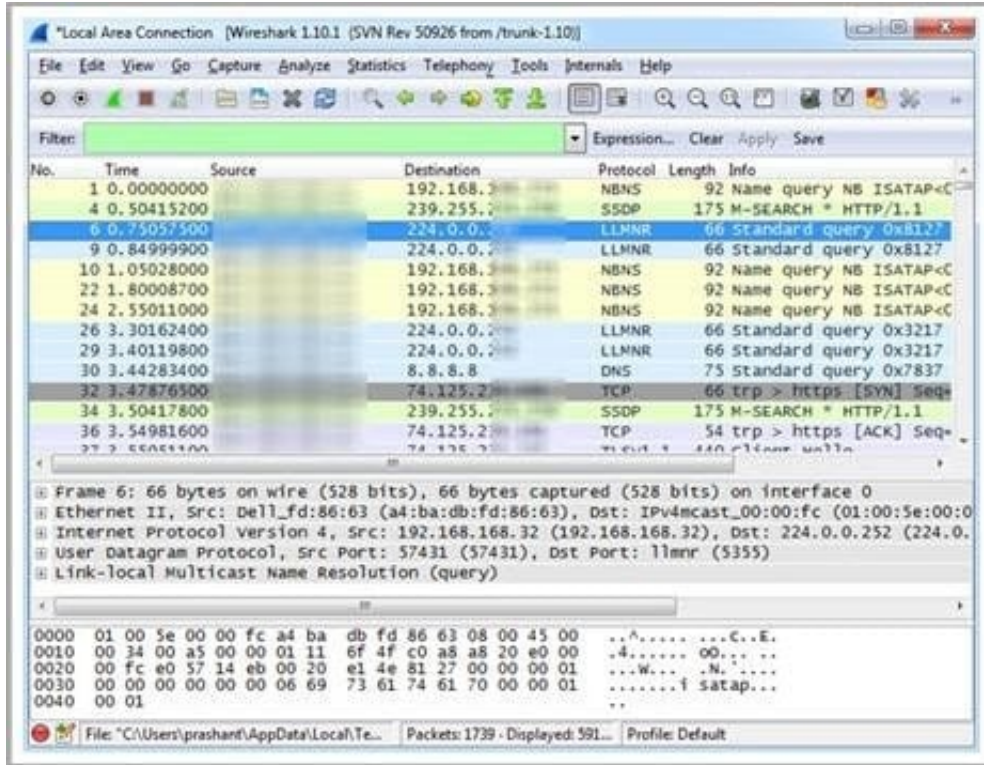 *Local Area Connection [Wireshark 1.10.1 (SVN Rev 50926 from /trunk-1.10)]
File Edit View Go Capture Analyze Statistics Telephony Tools Internals Help
Filter: Expression... Clear Apply Save
No. Time Source Destination Protocol Length Info
1 0.00000000 192.168. NBNS 92 Name query NB ISATAP<C
4 0.50415200 239.255. SSDP 175 M-SEARCH * HTTP/1.1
6 0.75057500 224.0.0. LLMNR 66 Standard query 0x8127
9 0.84999900 224.0.0. LLMNR 66 Standard query 0x8127
10 1.05028000 192.168. NBNS 92 Name query NB ISATAP<C
22 1.80008700 192.168. NBNS 92 Name query NB ISATAP<C
24 2.55011000 192.168. NBNS 92 Name query NB ISATAP<C
26 3.30162400 224.0.0. LLMNR 66 Standard query 0x3217
29 3.40119800 224.0.0. LLMNR 66 Standard query 0x3217
30 3.44283400 8.8.8.8 DNS 75 Standard query 0x7837
32 3.47876500 74.125.2 TCP 66 trp > https [SYN] Seq=
34 3.50417800 239.255. SSDP 175 M-SEARCH * HTTP/1.1
36 3.54981600 74.125.2 TCP 54 trp > https [ACK] Seq=
Frame 6: 66 bytes on wire (528 bits), 66 bytes captured (528 bits) on interface 0
Ethernet II, Src: Dell_fd:86:63 (a4:ba:db:fd:86:63), Dst: IPv4mcast_00:00:fc (01:00:5e:00:0
Internet Protocol Version 4, Src: 192.168.168.32 (192.168.168.32), Dst: 224.0.0.252 (224.0.
User Datagram Protocol, Src Port: 57431 (57431), Dst Port: llmnr (5355)
Link-local Multicast Name Resolution (query)
0000 01 00 5e 00 00 fc a4 ba db fd 86 63 08 00 45 00 ..^..... ...c..E.
0010 00 34 00 a5 00 00 01 11 6f 4f c0 a8 a8 20 e0 00 .4...... oO... ..
0020 00 fc e0 57 14 eb 00 20 e1 4e 81 27 00 00 00 01 ...W... .N.'....
0030 00 00 00 00 00 00 06 69 73 61 74 61 70 00 00 01 .......i satap...
0040 00 01 ..
File: "C:\Users\prashant\AppData\Local\Te... Packets: 1739 - Displayed: 591... Profile: Default